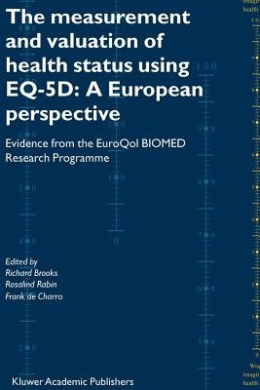 The measurement
and valuation of
health status using
EQ-5D: A European
perspective
Evidence from the EuroQol BIOMED
Research Programme
Edited by
Richard Brooks
Rosalind Rabin
Frank de Charro
Kluwer Academic Publishers